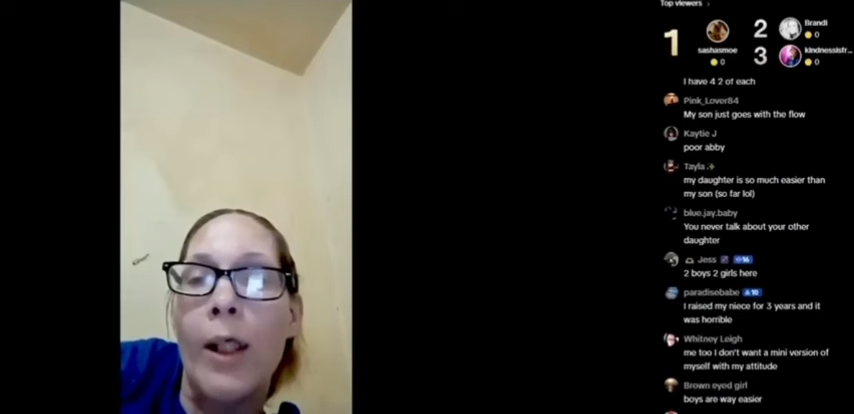 Top viewers
1
sashasmoe
0
2
Brandi
0
3
kindnessisfr...
0
I have 4 2 of each
Pink_Lover84
My son just goes with the flow
Kaytie J
poor abby
Tayla
my daughter is so much easier than
my son (so far lol)
blue.jay.baby
You never talk about your other
daughter
Jess 16
2 boys 2 girls here
paradisebabe 10
I raised my niece for 3 years and it
was horrible
Whitney Leigh
me too I don't want a mini version of
myself with my attitude
Brown eyed girl
boys are way easier